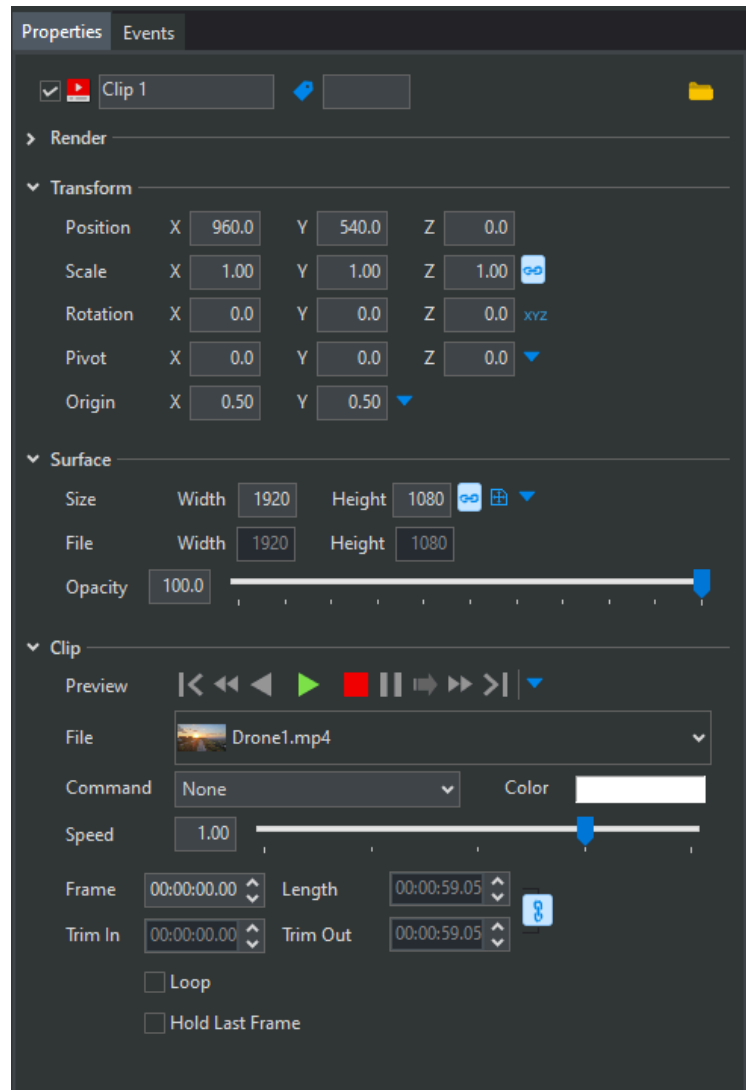 Properties Events
Clip 1
Render
Transform
Position X 960.0 Y 540.0 Z 0.0
Scale X 1.00 Y 1.00 Z 1.00
Rotation X 0.0 Y 0.0 Z 0.0 XYZ
Pivot X 0.0 Y 0.0 Z 0.0
Origin X 0.50 Y 0.50
Surface
Size Width 1920 Height 1080
File Width 1920 Height 1080
Opacity 100.0
Clip
Preview
File Drone1.mp4
Command None Color
Speed 1.00
Frame 00:00:00.00 Length 00:00:59.05
Trim In 00:00:00.00 Trim Out 00:00:59.05
Loop
Hold Last Frame